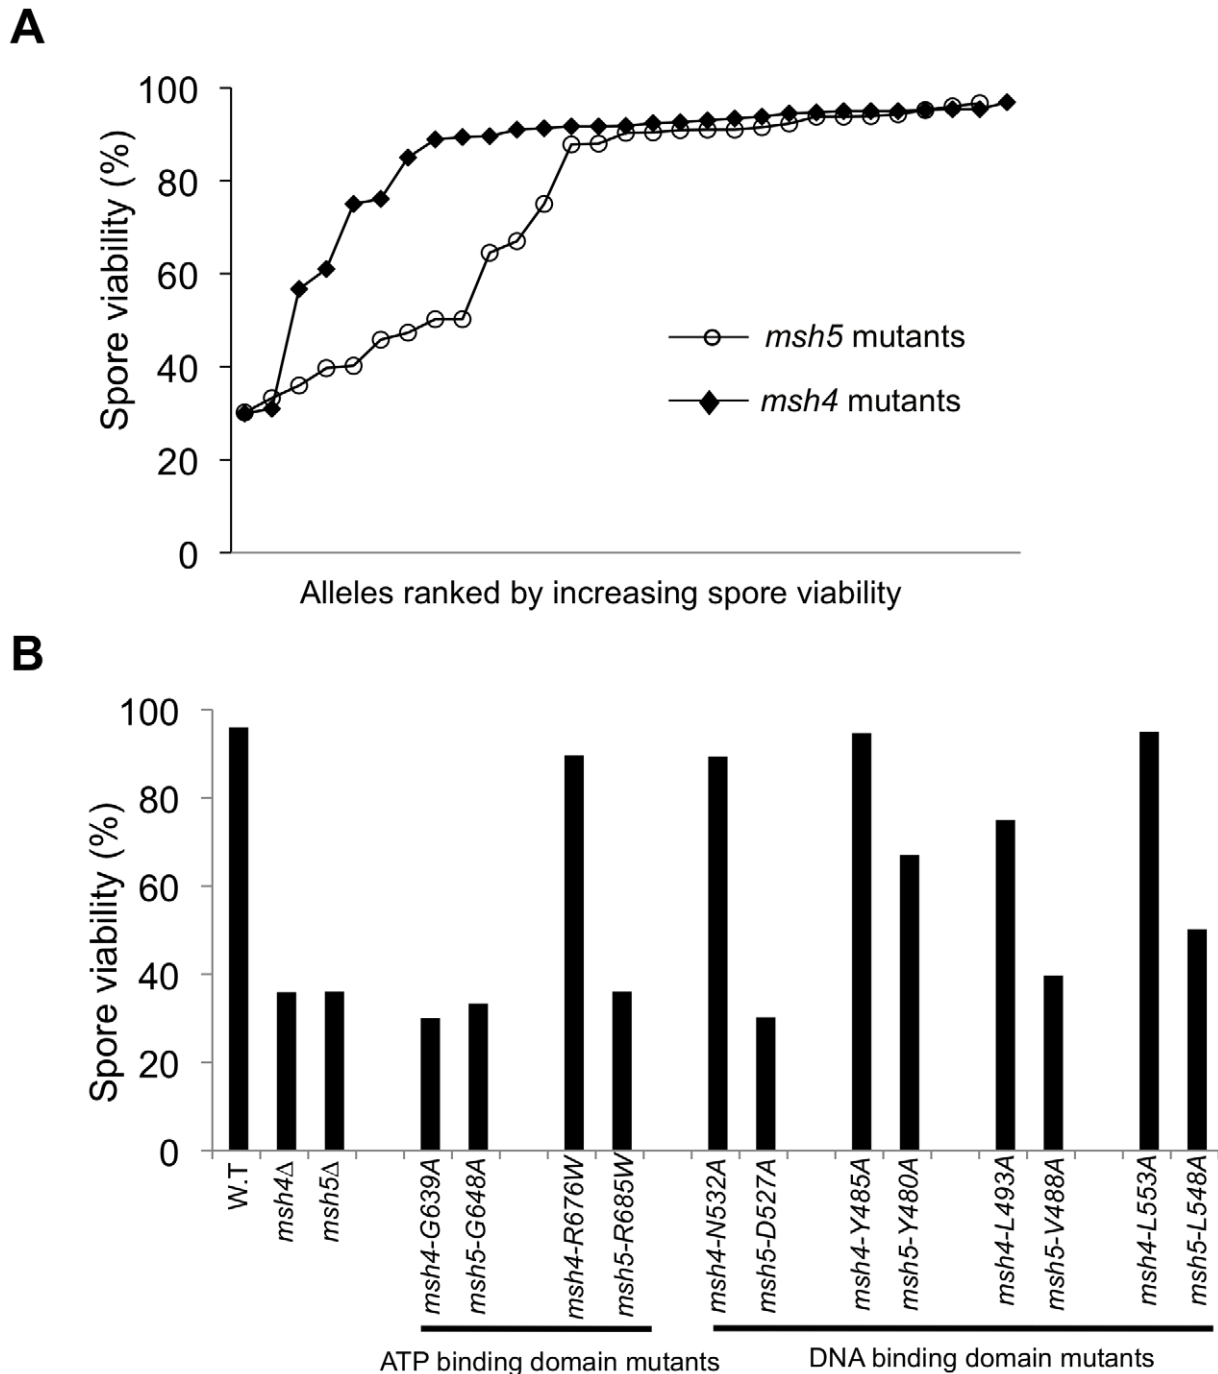 A
Spore viability (%)
100
80
60
40
20
0
msh5 mutants
msh4 mutants
Alleles ranked by increasing spore viability
B
Spore viability (%)
100
80
60
40
20
0
W.T
msh4Δ
msh5Δ
msh4-G639A
msh5-G648A
msh4-R676W
msh5-R685W
msh4-N532A
msh5-D527A
msh4-Y485A
msh5-Y480A
msh4-L493A
msh5-V488A
msh4-L553A
msh5-L548A
ATP binding domain mutants
DNA binding domain mutants